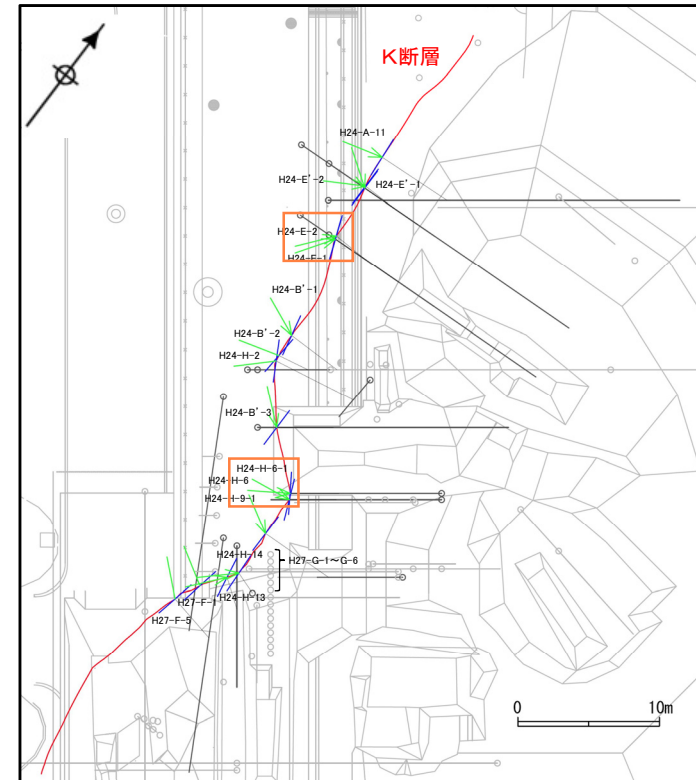 K断層
H24-A-11
H24-E'-2
H24-E'-1
H24-E-2
H24-E-1
H24-B'-1
H24-B'-2
H24-H-2
H24-B'-3
H24-H-6-1
H24-H-6
H24-H-9-1
H24-H-14
H27-G-1～G-6
H27-F-1
H24-H-13
H27-F-5
0
10m